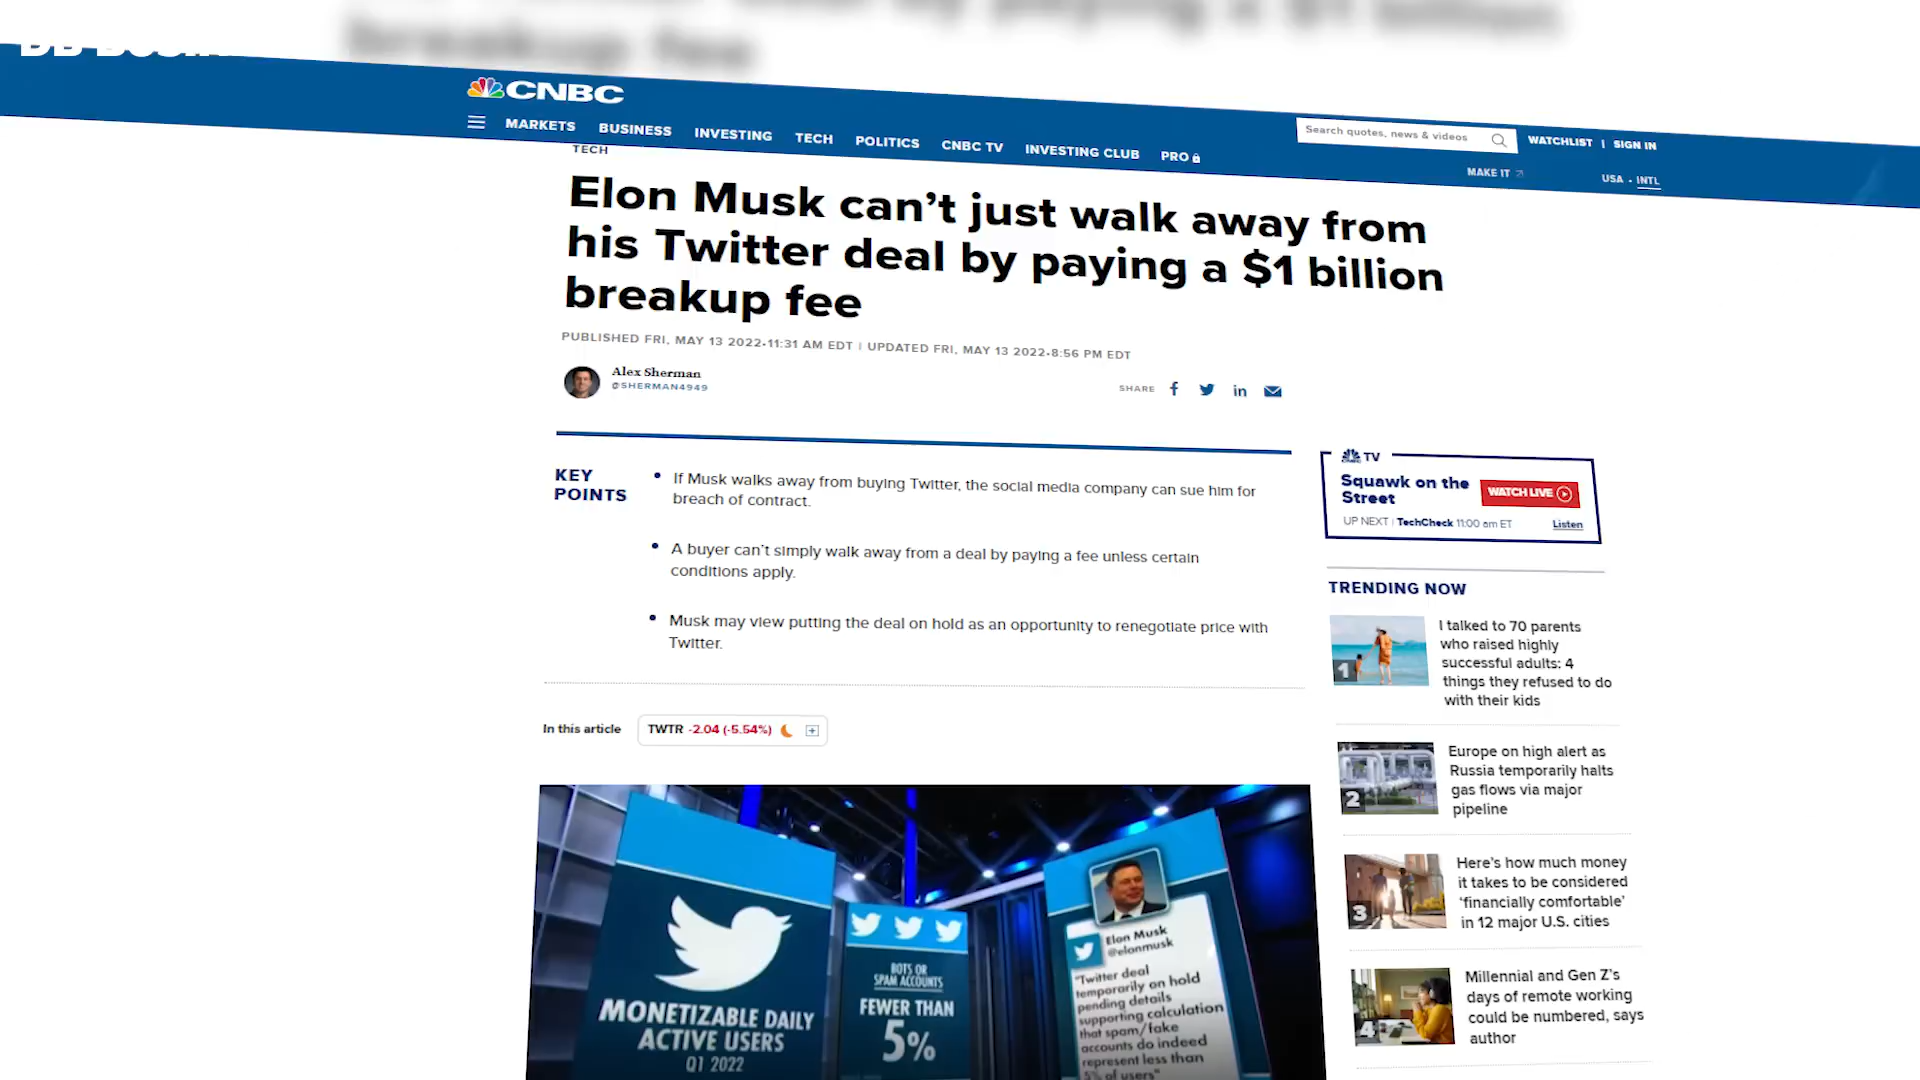 breakup fee
CNBC
MARKETS BUSINESS INVESTING TECH POLITICS CNBC TV INVESTING CLUB PRO
Search quotes, news & videos
WATCHLIST | SIGN IN
MAKE IT
USA • INTL
TECH
Elon Musk can't just walk away from
his Twitter deal by paying a $1 billion
breakup fee
PUBLISHED FRI, MAY 13 2022•11:31 AM EDT | UPDATED FRI, MAY 13 2022•8:56 PM EDT
Alex Sherman
@SHERMAN4949
SHARE
KEY
POINTS
• If Musk walks away from buying Twitter, the social media company can sue him for
breach of contract.
• A buyer can't simply walk away from a deal by paying a fee unless certain
conditions apply.
• Musk may view putting the deal on hold as an opportunity to renegotiate price with
Twitter.
In this article
TWTR -2.04 (-5.54%)
MONETIZABLE DAILY
ACTIVE USERS
Q1 2022
BOTS OR
SPAM ACCOUNTS
FEWER THAN
5%
Elon Musk
@elonmusk
"Twitter deal
temporarily on hold
pending details
supporting calculation
that spam/fake
accounts do indeed
represent less than
5% of users"
TV
Squawk on the
Street
WATCH LIVE
UP NEXT | TechCheck 11:00 am ET
Listen
TRENDING NOW
1
I talked to 70 parents
who raised highly
successful adults: 4
things they refused to do
with their kids
2
Europe on high alert as
Russia temporarily halts
gas flows via major
pipeline
3
Here's how much money
it takes to be considered
'financially comfortable'
in 12 major U.S. cities
4
Millennial and Gen Z's
days of remote working
could be numbered, says
author